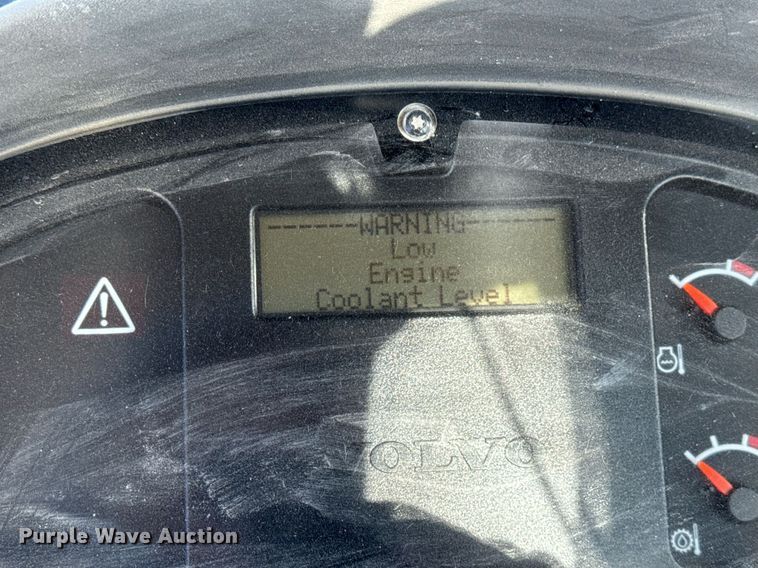 ------WARNING------
Low
Engine
Coolant Level
VOLVO
Purple Wave Auction